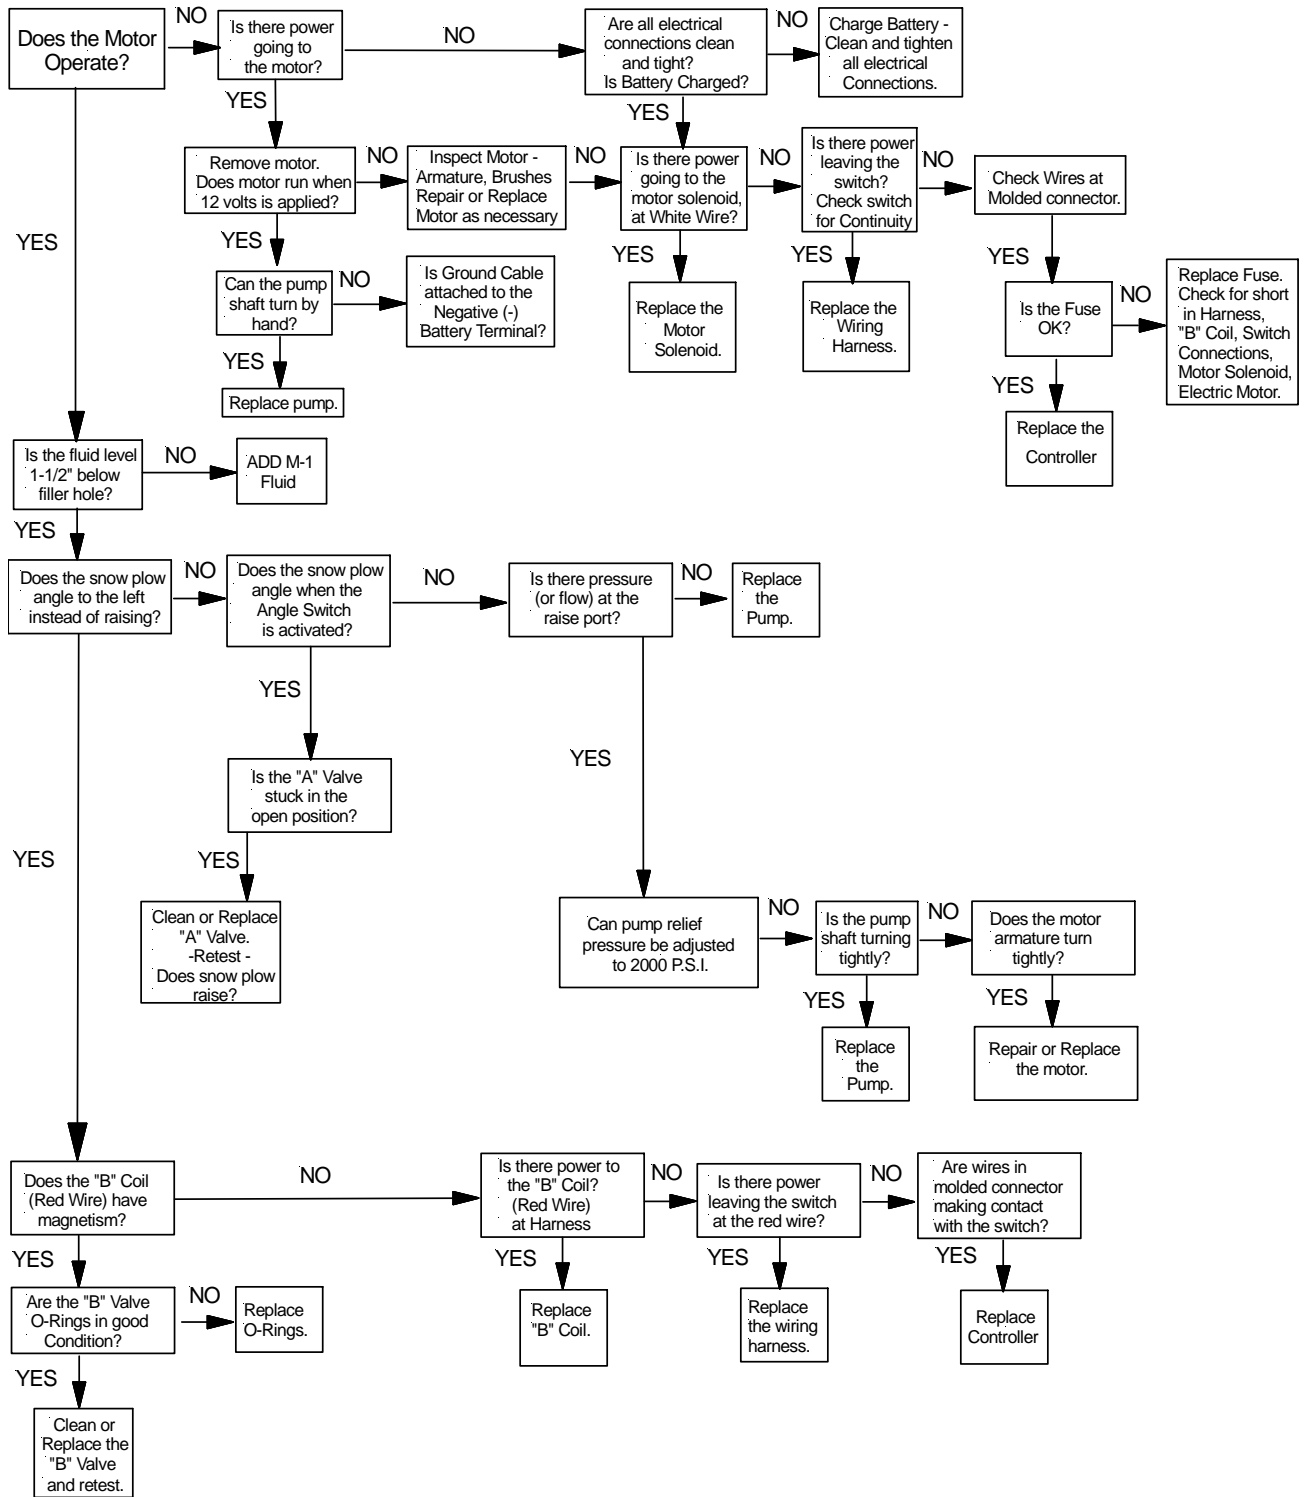 Does the Motor
Operate?
NO
Is there power
going to
the motor?
NO
Are all electrical
connections clean
and tight?
Is Battery Charged?
NO
Charge Battery -
Clean and tighten
all electrical
Connections.
YES
YES
YES
Remove motor.
Does motor run when
12 volts is applied?
NO
Inspect Motor -
Armature, Brushes
Repair or Replace
Motor as necessary
NO
Is there power
going to the
motor solenoid,
at White Wire?
NO
Is there power
leaving the
switch?
Check switch
for Continuity
NO
Check Wires at
Molded connector.
YES
YES
YES
YES
Can the pump
shaft turn by
hand?
NO
Is Ground Cable
attached to the
Negative (-)
Battery Terminal?
Replace the
Motor
Solenoid.
Replace the
Wiring
Harness.
Is the Fuse
OK?
NO
Replace Fuse.
Check for short
in Harness,
"B" Coil, Switch
Connections,
Motor Solenoid,
Electric Motor.
YES
Replace pump.
YES
Replace the
Controller
Is the fluid level
1-1/2" below
filler hole?
NO
ADD M-1
Fluid
YES
Does the snow plow
angle to the left
instead of raising?
NO
Does the snow plow
angle when the
Angle Switch
is activated?
NO
Is there pressure
(or flow) at the
raise port?
NO
Replace
the
Pump.
YES
YES
YES
Is the "A" Valve
stuck in the
open position?
YES
Clean or Replace
"A" Valve.
-Retest -
Does snow plow
raise?
Can pump relief
pressure be adjusted
to 2000 P.S.I.
NO
Is the pump
shaft turning
tightly?
NO
Does the motor
armature turn
tightly?
YES
YES
Replace
the
Pump.
Repair or Replace
the motor.
Does the "B" Coil
(Red Wire) have
magnetism?
NO
Is there power to
the "B" Coil?
(Red Wire)
at Harness
NO
Is there power
leaving the switch
at the red wire?
NO
Are wires in
molded connector
making contact
with the switch?
YES
YES
YES
YES
Are the "B" Valve
O-Rings in good
Condition?
NO
Replace
O-Rings.
Replace
"B" Coil.
Replace
the wiring
harness.
Replace
Controller
YES
Clean or
Replace the
"B" Valve
and retest.